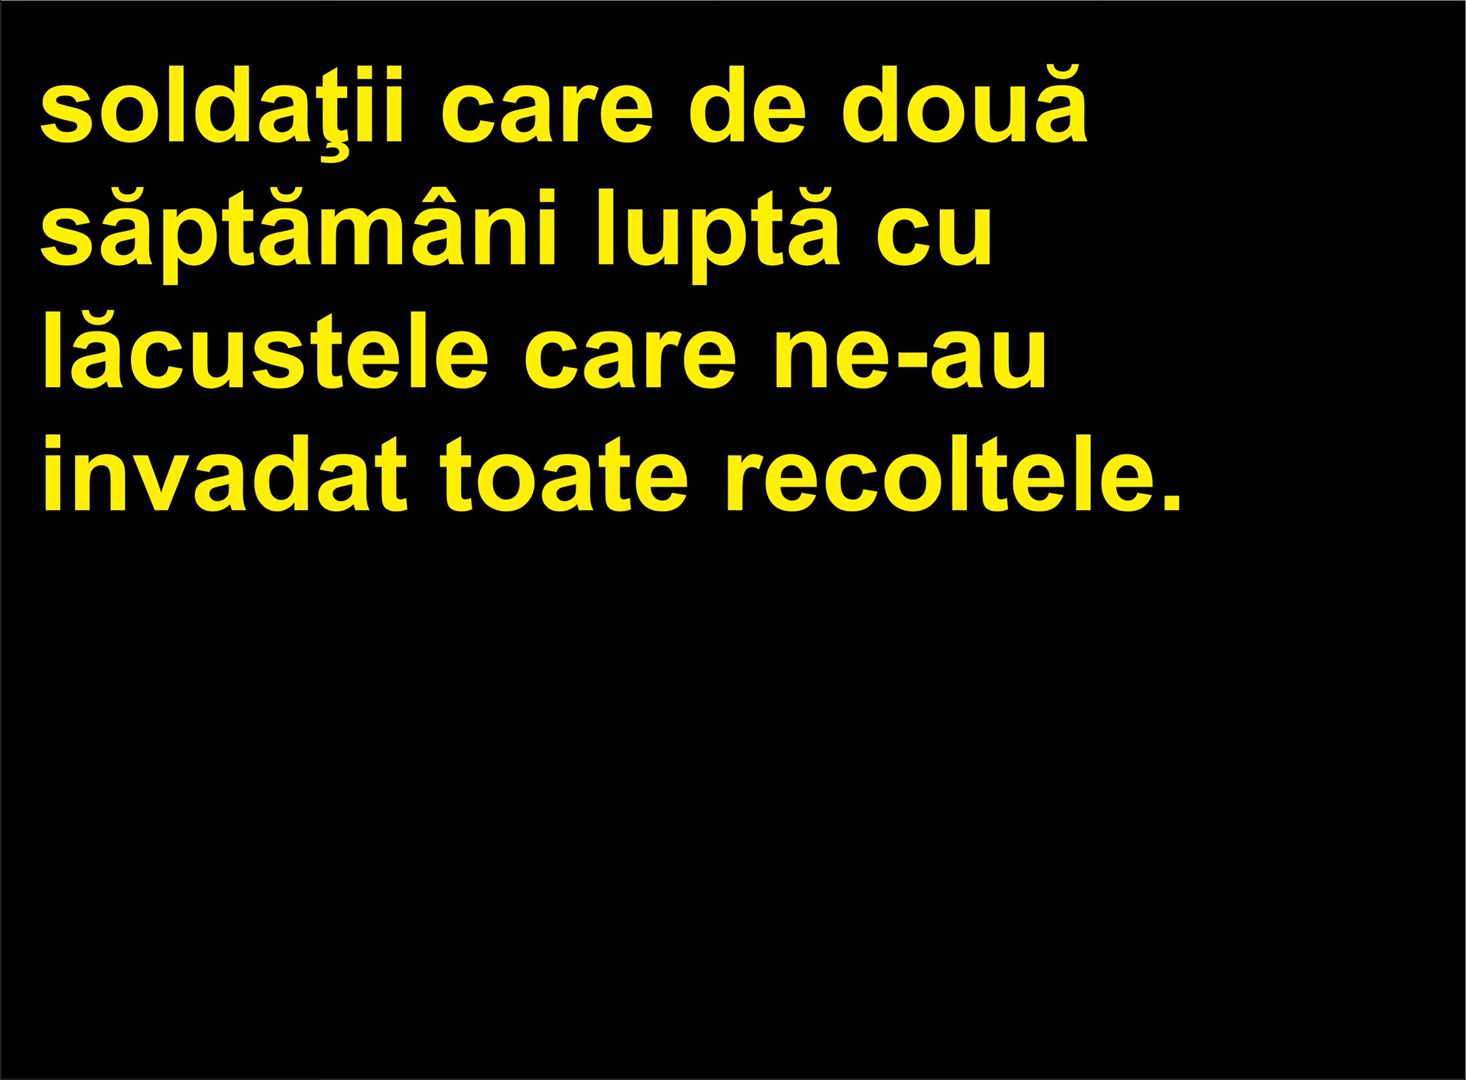 soldaţii care de două
săptămâni luptă cu
lăcustele care ne-au
invadat toate recoltele.